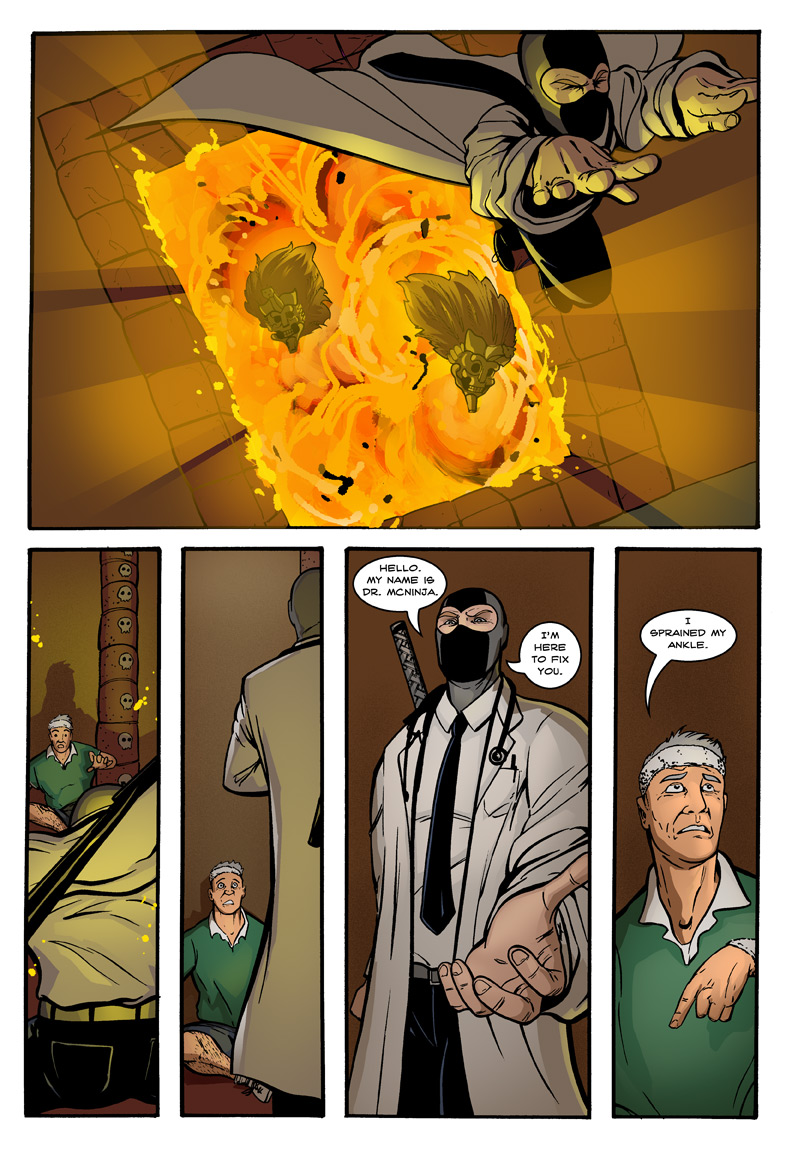 HELLO.
MY NAME IS
DR. MCNINJA.
I'M
HERE
TO FIX
YOU.
I
SPRAINED MY
ANKLE.